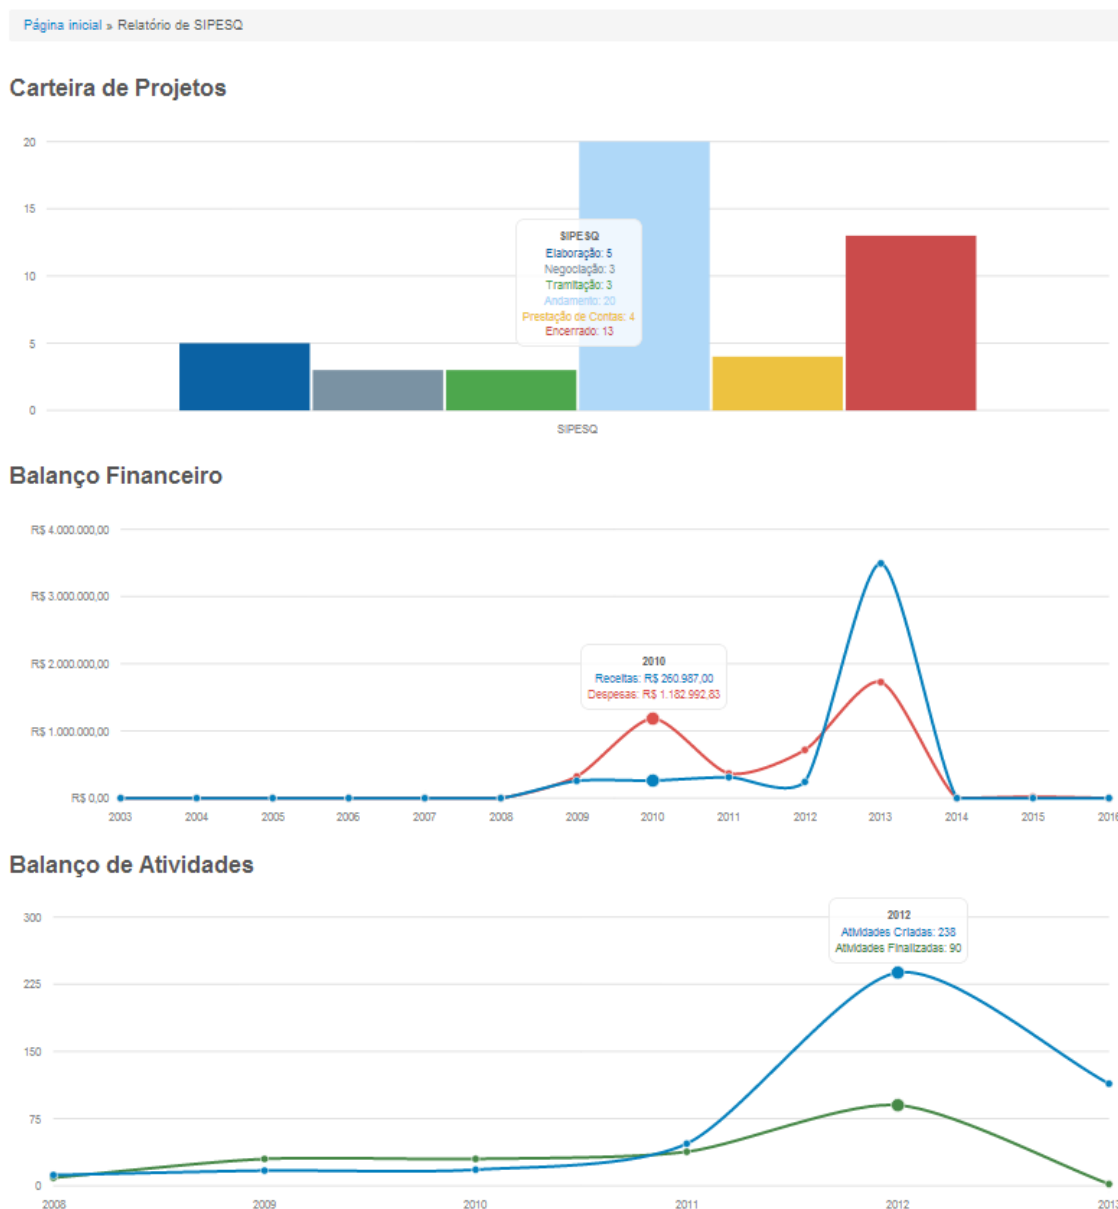 Página inicial » Relatório de SIPESQ
Carteira de Projetos
20
15
10
5
0
SIPESQ
Elaboração: 5
Negociação: 3
Tramitação: 3
Andamento: 20
Prestação de Contas: 4
Encerrado: 13
SIPESQ
Balanço Financeiro
R$ 4.000.000,00
R$ 3.000.000,00
R$ 2.000.000,00
R$ 1.000.000,00
R$ 0,00
2010
Receitas: R$ 260.987,00
Despesas: R$ 1.182.992,83
2003 2004 2005 2006 2007 2008 2009 2010 2011 2012 2013 2014 2015 2016
Balanço de Atividades
300
225
150
75
0
2012
Atividades Criadas: 238
Atividades Finalizadas: 90
2008 2009 2010 2011 2012 2013